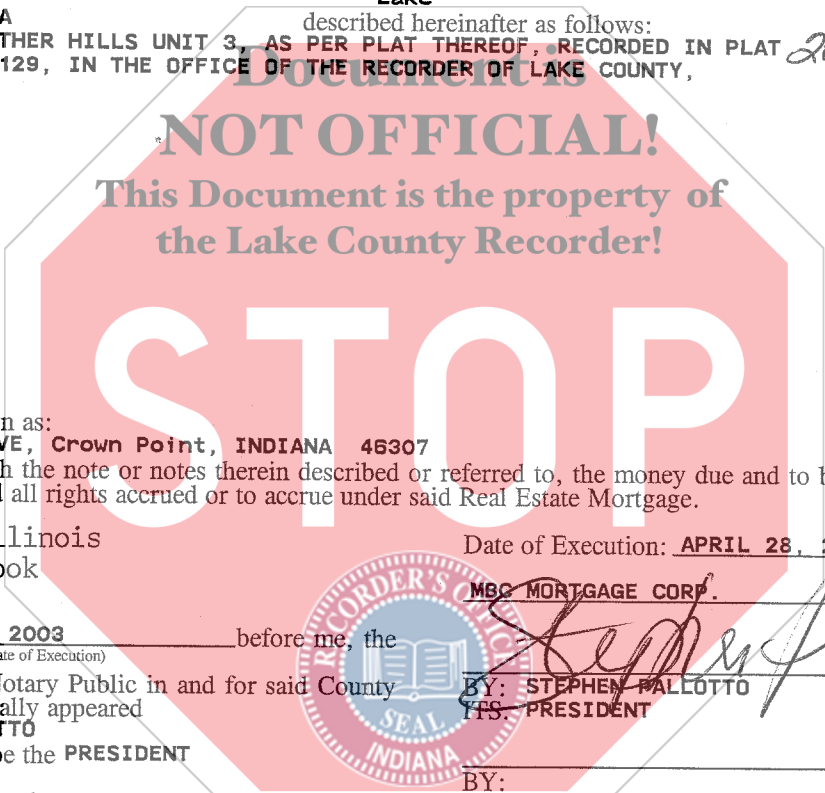 Lake
A described hereinafter as follows:
THER HILLS UNIT 3, AS PER PLAT THEREOF, RECORDED IN PLAT
129, IN THE OFFICE OF THE RECORDER OF LAKE COUNTY,
Document is
NOT OFFICIAL!
This Document is the property of
the Lake County Recorder!
STOP
n as:
VE, Crown Point, INDIANA 46307
h the note or notes therein described or referred to, the money due and to b
all rights accrued or to accrue under said Real Estate Mortgage.
llinois
Date of Execution: APRIL 28,
ook
MBC MORTGAGE CORP.
2003 before me, the
ate of Execution)
Notary Public in and for said County
BY: STEPHEN PALLOTTO
ally appeared
ITS: PRESIDENT
TTO
be the PRESIDENT
BY:
RECORDER'S OFFICE
SEAL
INDIANA